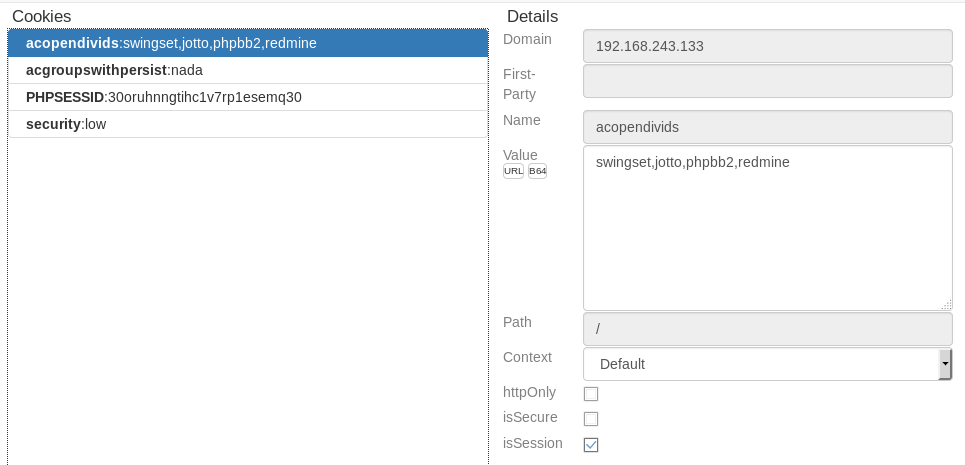 Cookies
acopendivids:swingset,jotto,phpbb2,redmine
acgroupswithpersist:nada
PHPSESSID:30oruhnngtihc1v7rp1esemq30
security:low
Details
Domain
192.168.243.133
First-
Party
Name
acopendivids
Value
URL B64
swingset,jotto,phpbb2,redmine
Path
/
Context
Default
httpOnly
isSecure
isSession